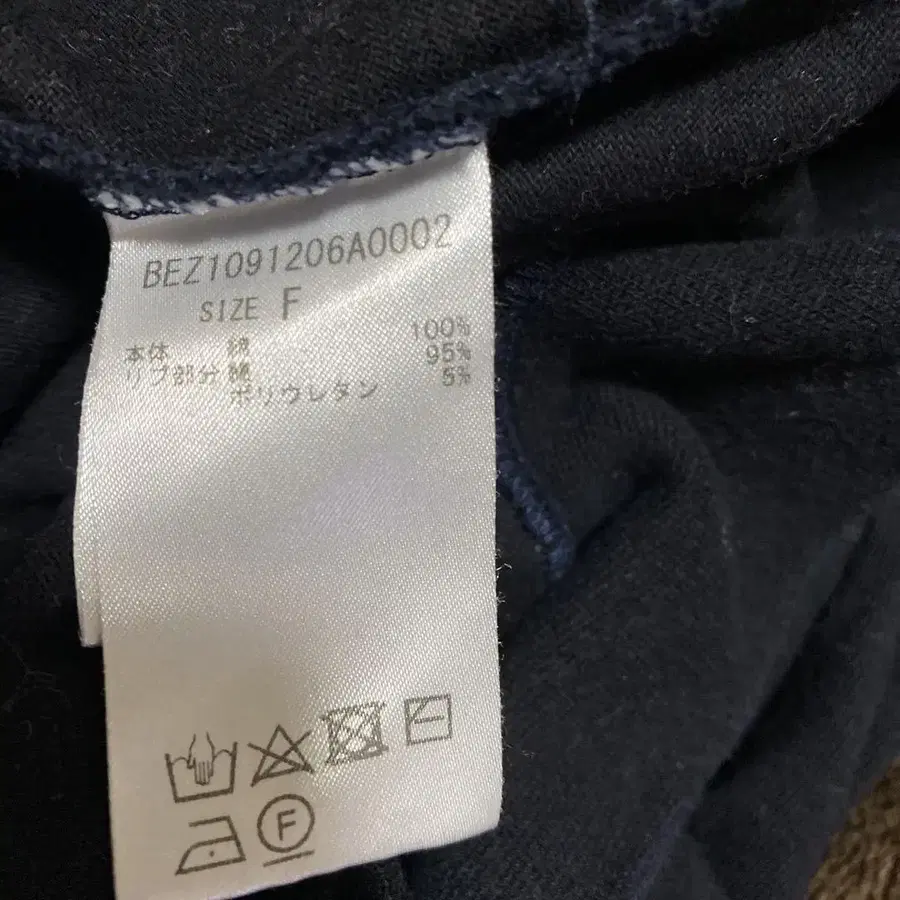 BEZ1091206A0002
SIZE F
本体 綿 100%
リブ部分 綿 95%
ポリウレタン 5%
F